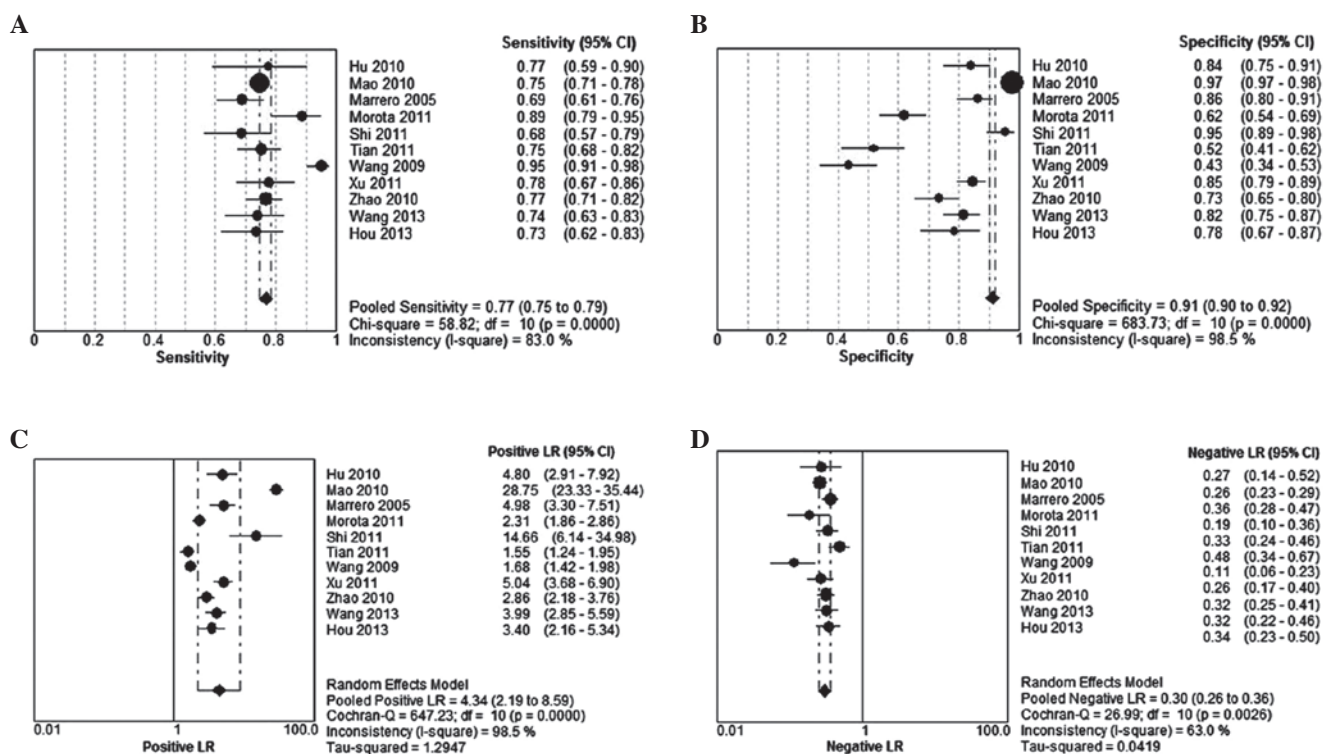 A
Sensitivity (95% CI)
Hu 2010 0.77 (0.59 - 0.90)
Mao 2010 0.75 (0.71 - 0.78)
Marrero 2005 0.69 (0.61 - 0.76)
Morota 2011 0.89 (0.79 - 0.95)
Shi 2011 0.68 (0.57 - 0.79)
Tian 2011 0.75 (0.68 - 0.82)
Wang 2009 0.95 (0.91 - 0.98)
Xu 2011 0.78 (0.67 - 0.86)
Zhao 2010 0.77 (0.71 - 0.82)
Wang 2013 0.74 (0.63 - 0.83)
Hou 2013 0.73 (0.62 - 0.83)
Pooled Sensitivity = 0.77 (0.75 to 0.79)
Chi-square = 58.82; df = 10 (p = 0.0000)
Inconsistency (I-square) = 83.0 %
0 0.2 0.4 0.6 0.8 1
Sensitivity
B
Specificity (95% CI)
Hu 2010 0.84 (0.75 - 0.91)
Mao 2010 0.97 (0.97 - 0.98)
Marrero 2005 0.86 (0.80 - 0.91)
Morota 2011 0.62 (0.54 - 0.69)
Shi 2011 0.95 (0.89 - 0.98)
Tian 2011 0.52 (0.41 - 0.62)
Wang 2009 0.43 (0.34 - 0.53)
Xu 2011 0.85 (0.79 - 0.89)
Zhao 2010 0.73 (0.65 - 0.80)
Wang 2013 0.82 (0.75 - 0.87)
Hou 2013 0.78 (0.67 - 0.87)
Pooled Specificity = 0.91 (0.90 to 0.92)
Chi-square = 683.73; df = 10 (p = 0.0000)
Inconsistency (I-square) = 98.5 %
0 0.2 0.4 0.6 0.8 1
Specificity
C
Positive LR (95% CI)
Hu 2010 4.80 (2.91 - 7.92)
Mao 2010 28.75 (23.33 - 35.44)
Marrero 2005 4.98 (3.30 - 7.51)
Morota 2011 2.31 (1.86 - 2.86)
Shi 2011 14.66 (6.14 - 34.98)
Tian 2011 1.55 (1.24 - 1.95)
Wang 2009 1.68 (1.42 - 1.98)
Xu 2011 5.04 (3.68 - 6.90)
Zhao 2010 2.86 (2.18 - 3.76)
Wang 2013 3.99 (2.85 - 5.59)
Hou 2013 3.40 (2.16 - 5.34)
Random Effects Model
Pooled Positive LR = 4.34 (2.19 to 8.59)
Cochran-Q = 647.23; df = 10 (p = 0.0000)
Inconsistency (I-square) = 98.5 %
Tau-squared = 1.2947
0.01 1 100.0
Positive LR
D
Negative LR (95% CI)
Hu 2010 0.27 (0.14 - 0.52)
Mao 2010 0.26 (0.23 - 0.29)
Marrero 2005 0.36 (0.28 - 0.47)
Morota 2011 0.19 (0.10 - 0.36)
Shi 2011 0.33 (0.24 - 0.46)
Tian 2011 0.48 (0.34 - 0.67)
Wang 2009 0.11 (0.06 - 0.23)
Xu 2011 0.26 (0.17 - 0.40)
Zhao 2010 0.32 (0.25 - 0.41)
Wang 2013 0.32 (0.22 - 0.46)
Hou 2013 0.34 (0.23 - 0.50)
Random Effects Model
Pooled Negative LR = 0.30 (0.26 to 0.36)
Cochran-Q = 26.99; df = 10 (p = 0.0026)
Inconsistency (I-square) = 63.0 %
Tau-squared = 0.0419
0.01 1 100.0
Negative LR